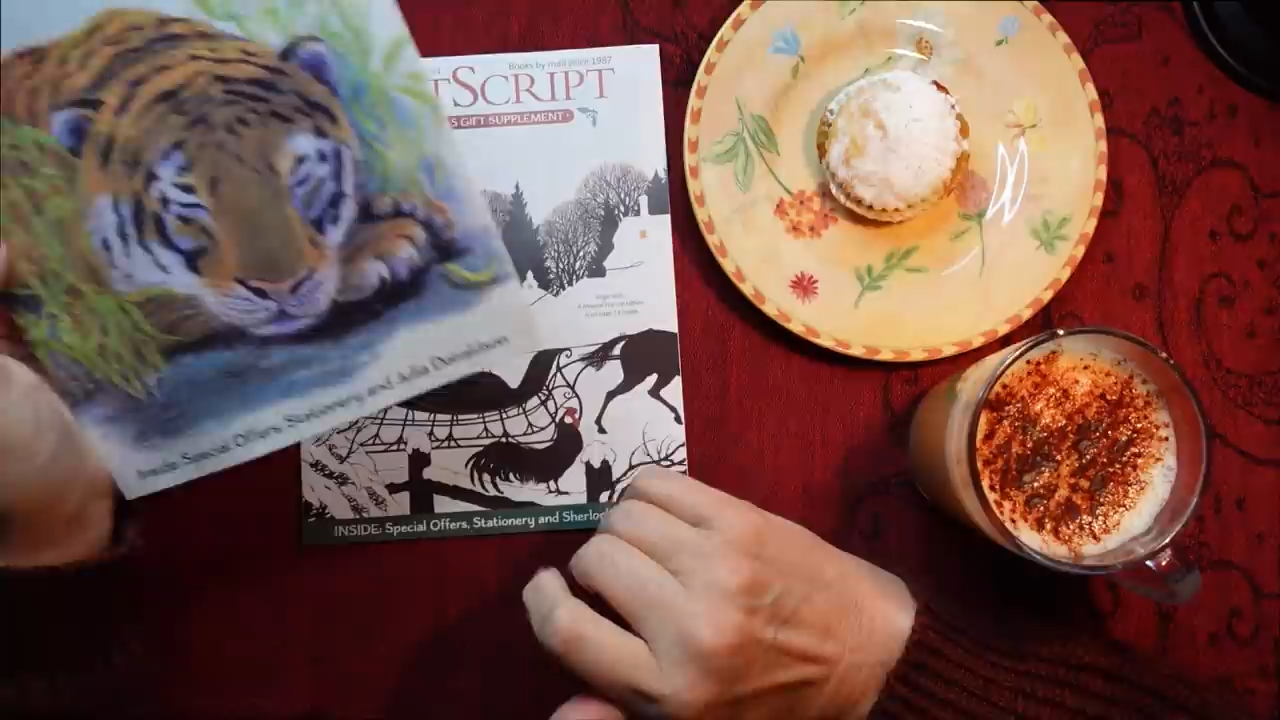 Books by mail since 1987
TSCRIPT
S GIFT SUPPLEMENT
Inside Special Offers, Stationery and Julia Donaldson
INSIDE: Special Offers, Stationery and Sherlock